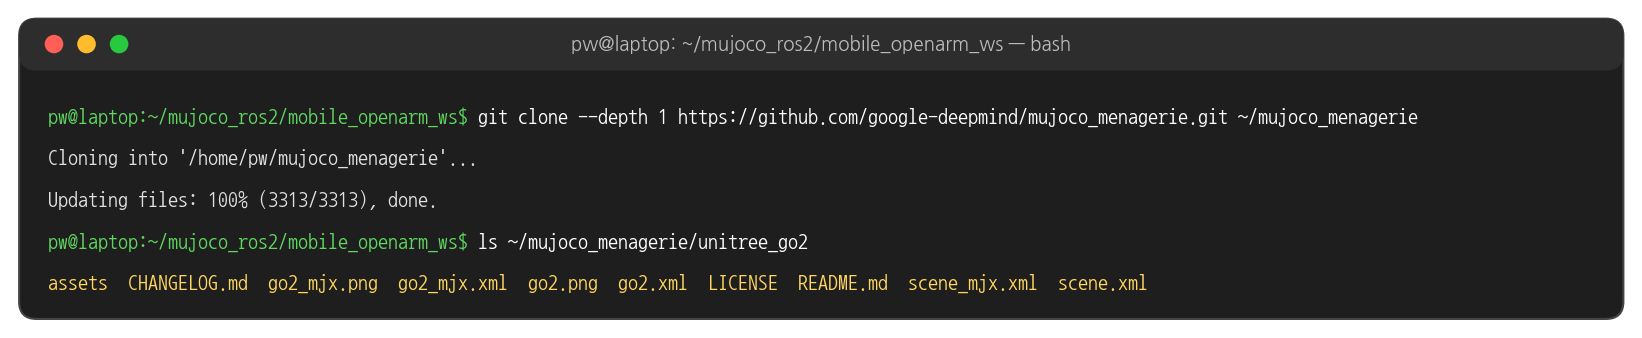 pw@laptop: ~/mujoco_ros2/mobile_openarm_ws — bash
pw@laptop:~/mujoco_ros2/mobile_openarm_ws$ git clone --depth 1 https://github.com/google-deepmind/mujoco_menagerie.git ~/mujoco_menagerie
Cloning into '/home/pw/mujoco_menagerie'...
Updating files: 100% (3313/3313), done.
pw@laptop:~/mujoco_ros2/mobile_openarm_ws$ ls ~/mujoco_menagerie/unitree_go2
assets  CHANGELOG.md  go2_mjx.png  go2_mjx.xml  go2.png  go2.xml  LICENSE  README.md  scene_mjx.xml  scene.xml